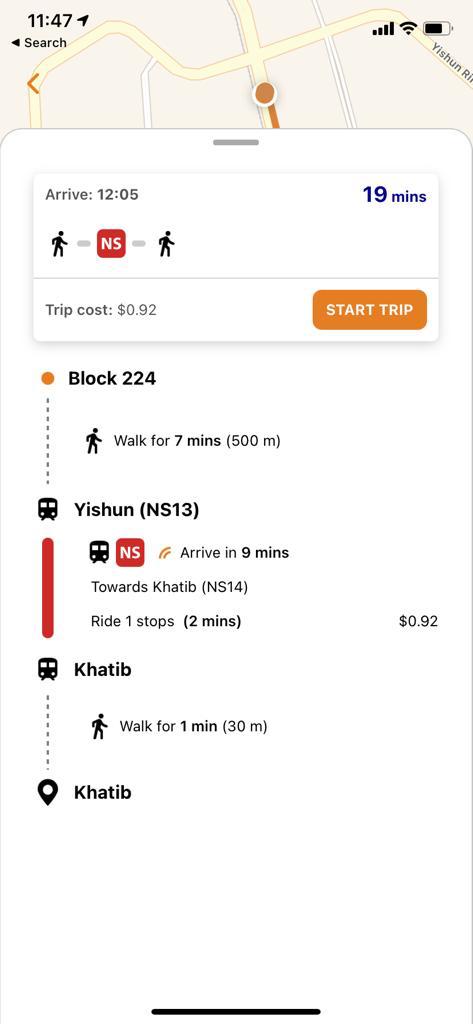 11:47
◀ Search
Yishun Ri
Arrive: 12:05
19 mins
NS
Trip cost: $0.92
START TRIP
Block 224
Walk for 7 mins (500 m)
Yishun (NS13)
NS Arrive in 9 mins
Towards Khatib (NS14)
Ride 1 stops (2 mins) $0.92
Khatib
Walk for 1 min (30 m)
Khatib